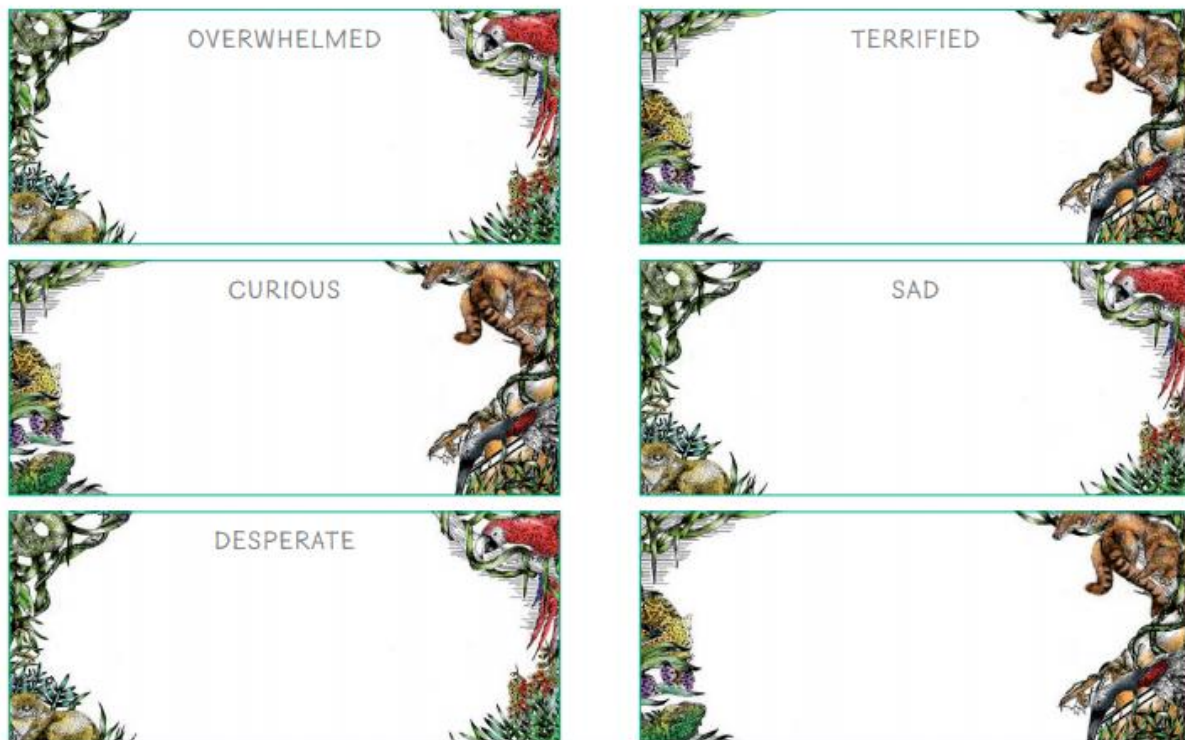 OVERWHELMED
TERRIFIED
CURIOUS
SAD
DESPERATE